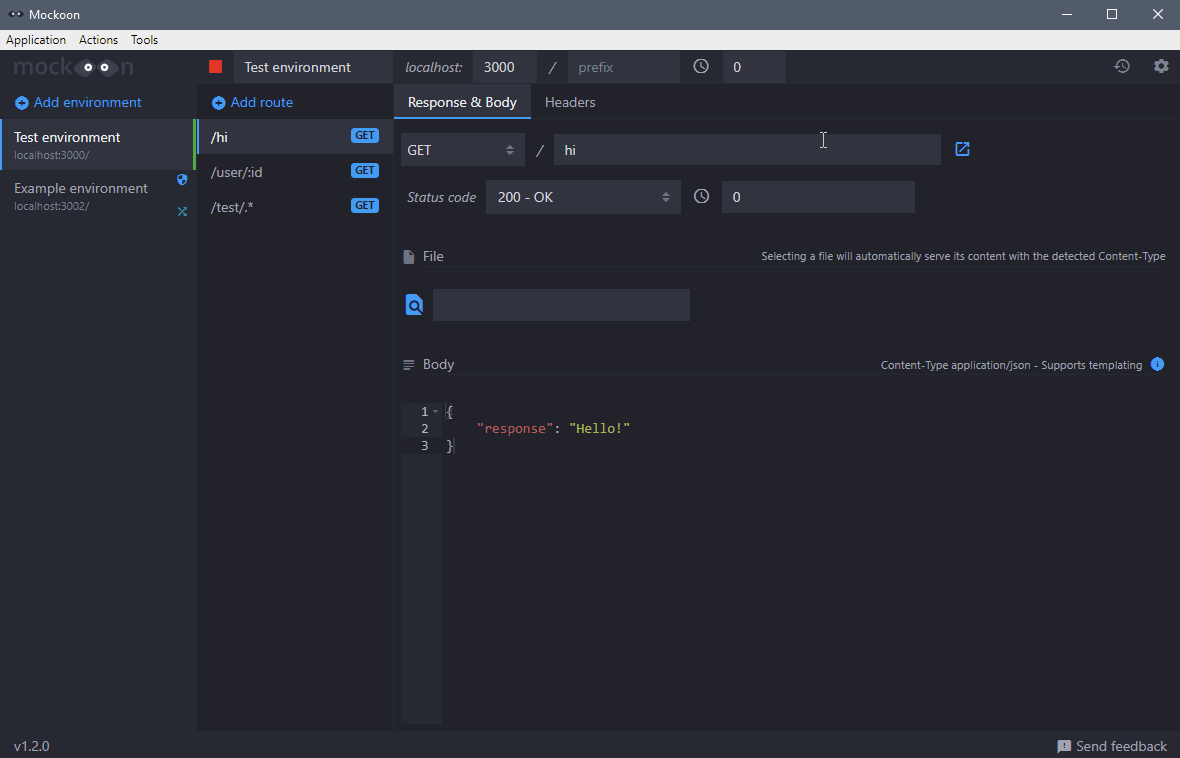 Mockoon
Application Actions Tools
mockoon
Test environment localhost: 3000 / prefix 0
Add environment
Test environment
localhost:3000/
Example environment
localhost:3002/
Add route
/hi GET
/user/:id GET
/test/.* GET
Response & Body Headers
GET / hi
Status code 200 - OK 0
File Selecting a file will automatically serve its content with the detected Content-Type
Body Content-Type application/json - Supports templating i
1 {
2 "response": "Hello!"
3 }
v1.2.0 Send feedback